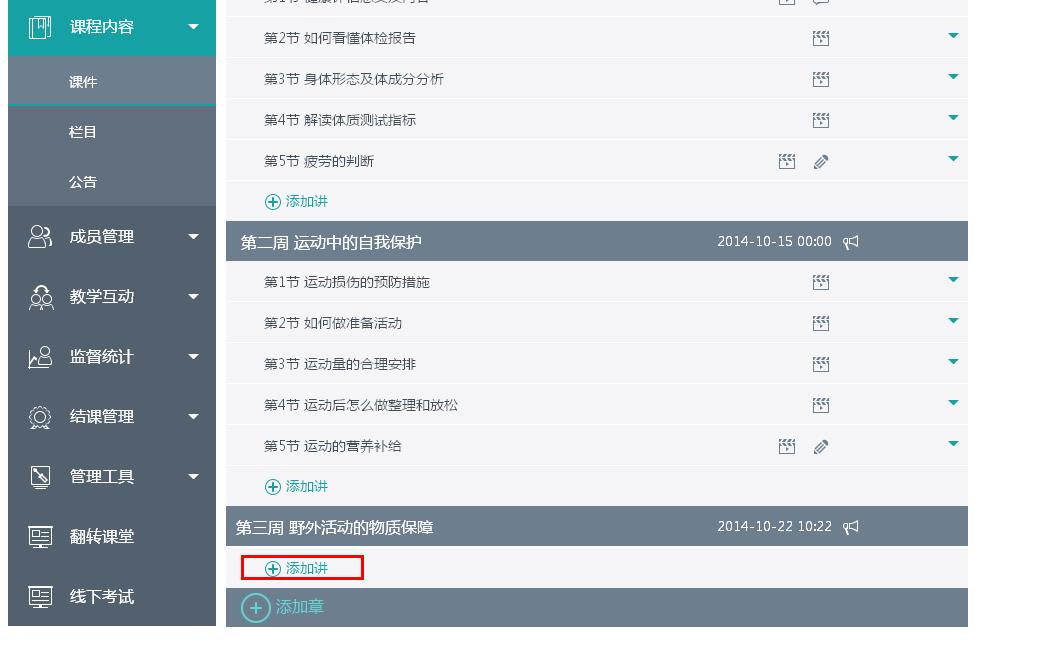 课程内容
课件
栏目
公告
成员管理
教学互动
监督统计
结课管理
管理工具
翻转课堂
线下考试
第2节 如何看懂体检报告
第3节 身体形态及体成分分析
第4节 解读体质测试指标
第5节 疲劳的判断
添加讲
第二周 运动中的自我保护 2014-10-15 00:00
第1节 运动损伤的预防措施
第2节 如何做准备活动
第3节 运动量的合理安排
第4节 运动后怎么做整理和放松
第5节 运动的营养补给
添加讲
第三周 野外活动的物质保障 2014-10-22 10:22
添加讲
添加章